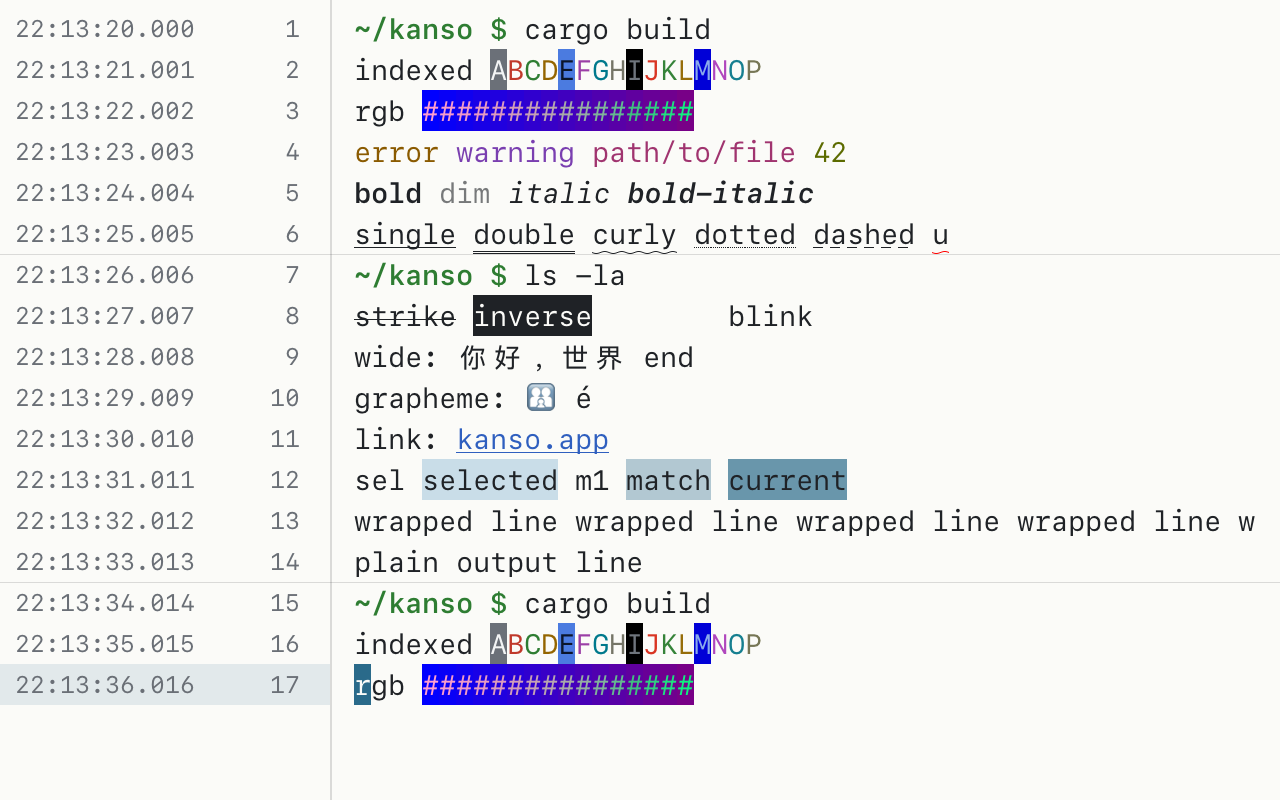 22:13:20.000 1 ~/kanso $ cargo build
22:13:21.001 2 indexed ABCDEFGHIJKLMNOP
22:13:22.002 3 rgb ################
22:13:23.003 4 error warning path/to/file 42
22:13:24.004 5 bold dim italic bold-italic
22:13:25.005 6 single double curly dotted dashed u
22:13:26.006 7 ~/kanso $ ls -la
22:13:27.007 8 strike inverse blink
22:13:28.008 9 wide: 你好，世界 end
22:13:29.009 10 grapheme: 👪 é
22:13:30.010 11 link: kanso.app
22:13:31.011 12 sel selected m1 match current
22:13:32.012 13 wrapped line wrapped line wrapped line wrapped line w
22:13:33.013 14 plain output line
22:13:34.014 15 ~/kanso $ cargo build
22:13:35.015 16 indexed ABCDEFGHIJKLMNOP
22:13:36.016 17 rgb ################